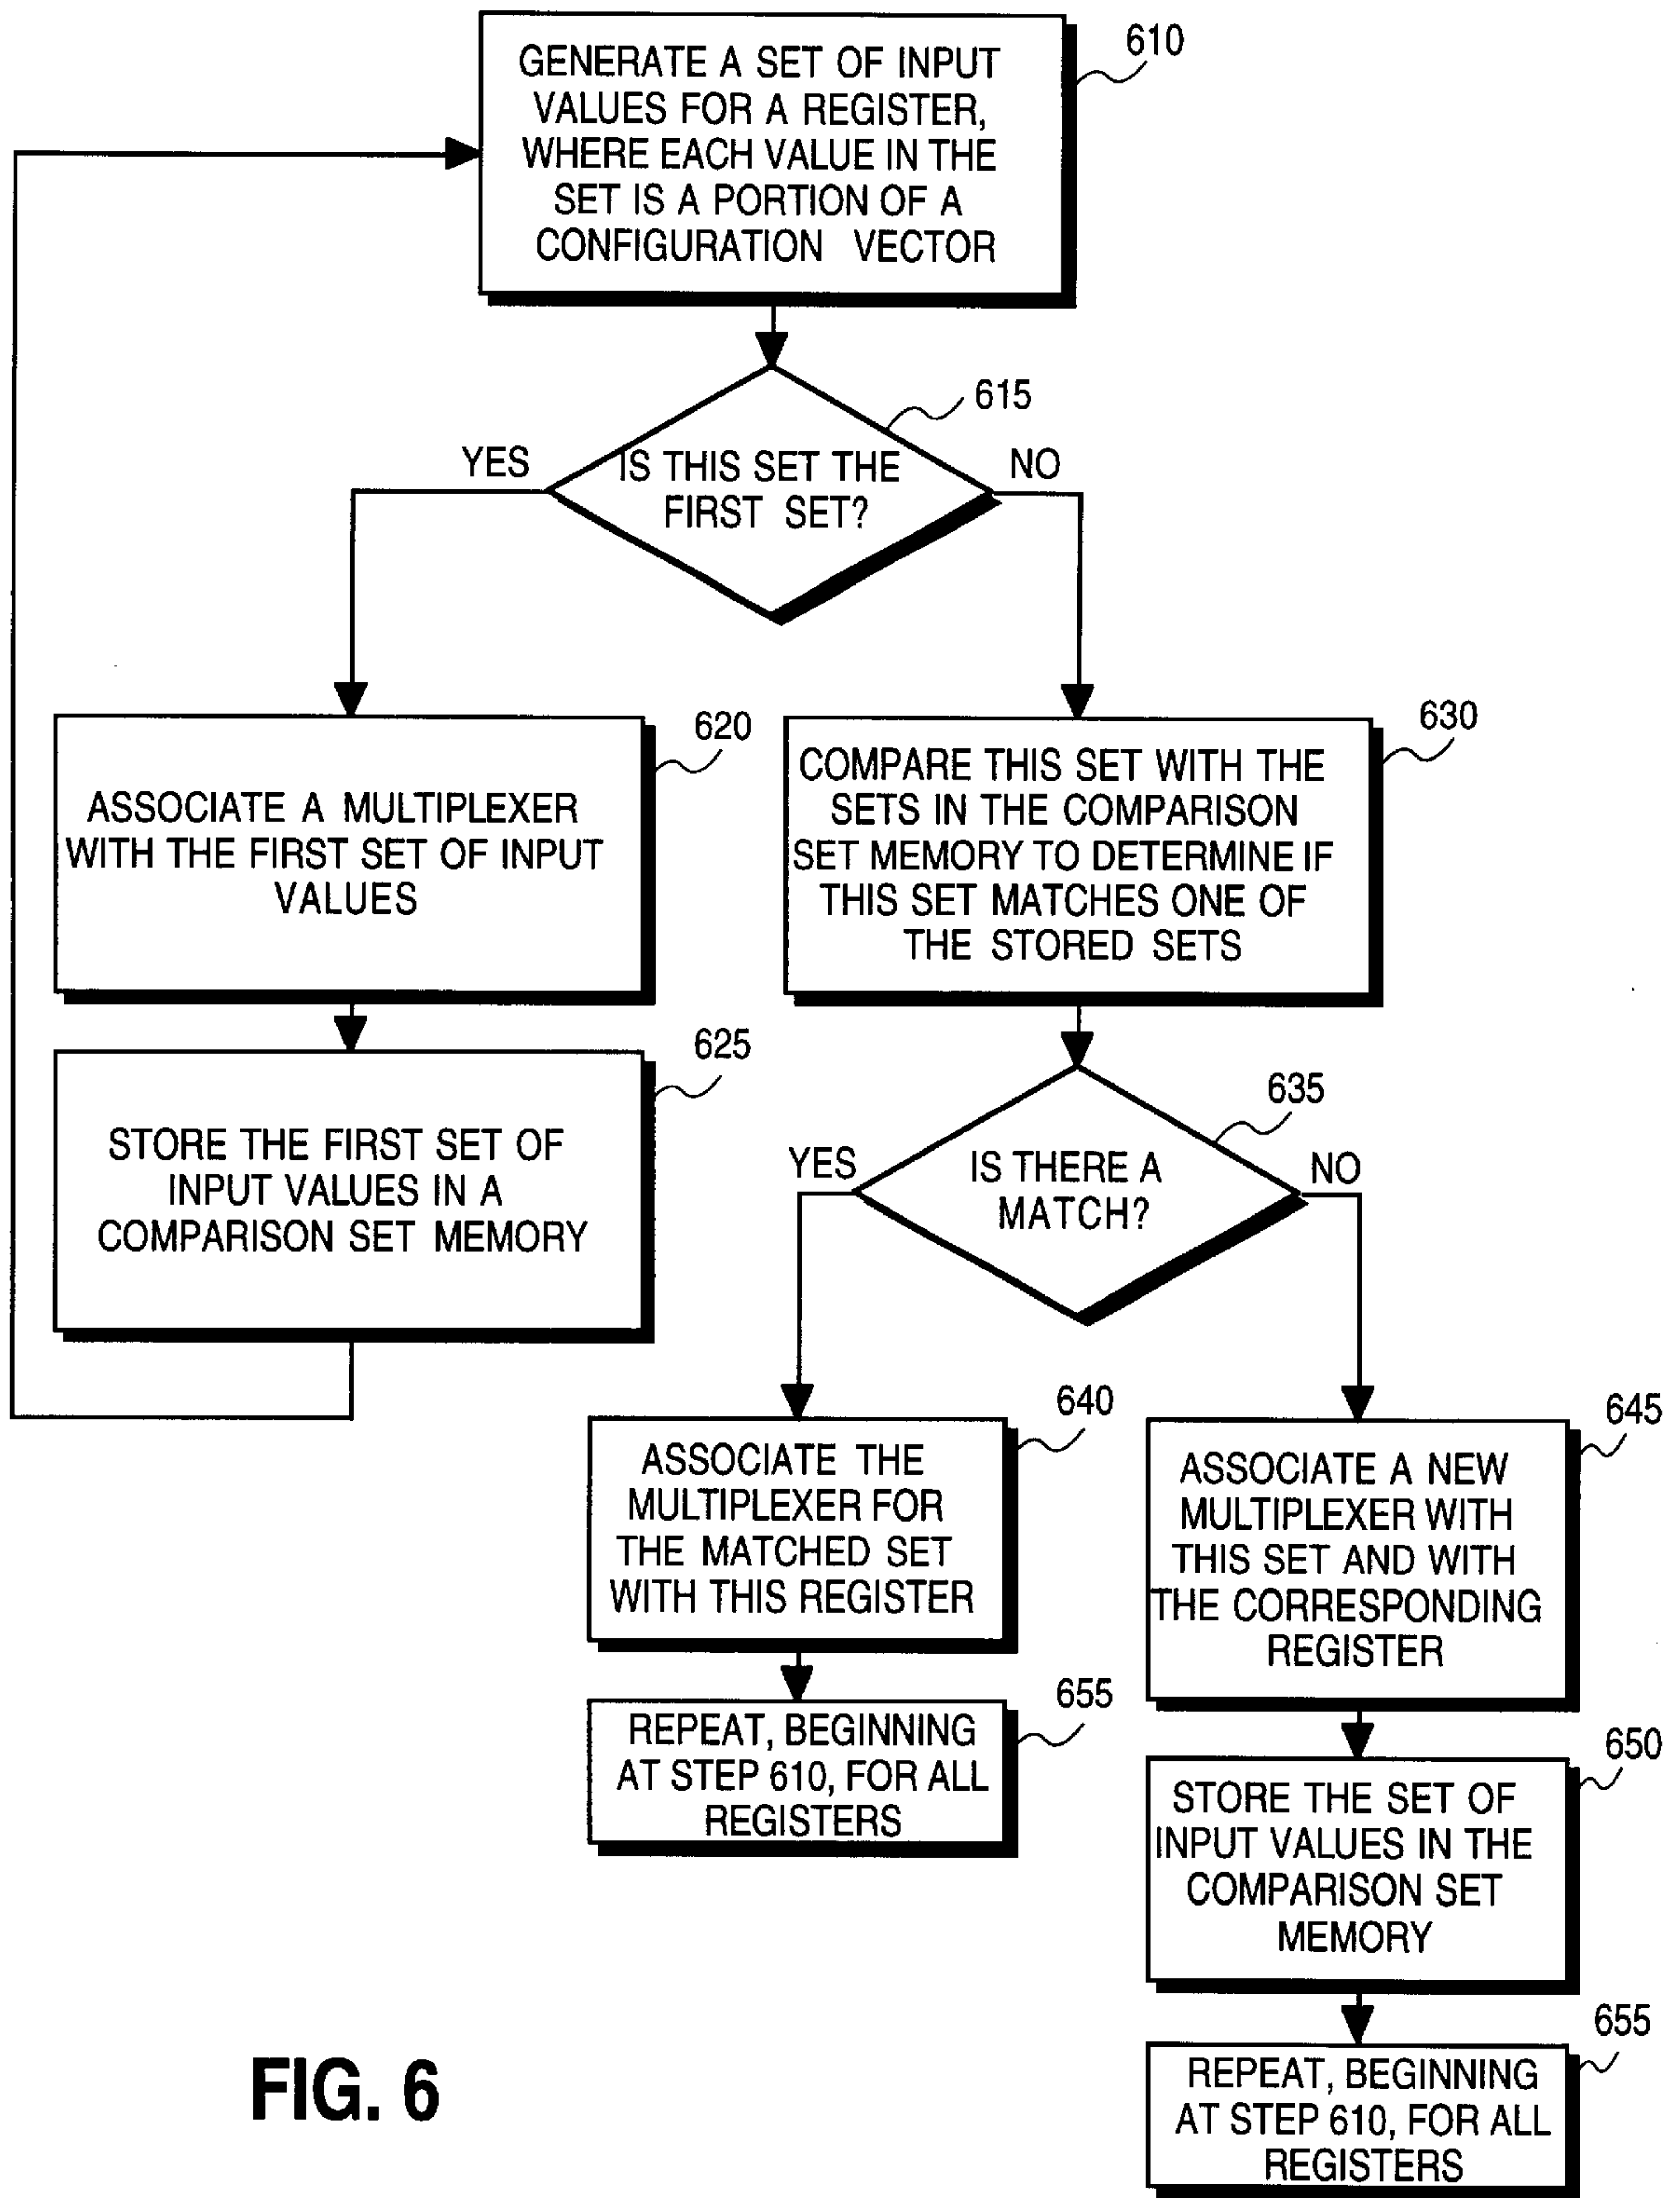 GENERATE A SET OF INPUT
VALUES FOR A REGISTER,
WHERE EACH VALUE IN THE
SET IS A PORTION OF A
CONFIGURATION VECTOR
610
IS THIS SET THE
FIRST SET?
615
YES
NO
ASSOCIATE A MULTIPLEXER
WITH THE FIRST SET OF INPUT
VALUES
620
COMPARE THIS SET WITH THE
SETS IN THE COMPARISON
SET MEMORY TO DETERMINE IF
THIS SET MATCHES ONE OF
THE STORED SETS
630
STORE THE FIRST SET OF
INPUT VALUES IN A
COMPARISON SET MEMORY
625
IS THERE A
MATCH?
635
YES
NO
ASSOCIATE THE
MULTIPLEXER FOR
THE MATCHED SET
WITH THIS REGISTER
640
ASSOCIATE A NEW
MULTIPLEXER WITH
THIS SET AND WITH
THE CORRESPONDING
REGISTER
645
REPEAT, BEGINNING
AT STEP 610, FOR ALL
REGISTERS
655
STORE THE SET OF
INPUT VALUES IN THE
COMPARISON SET
MEMORY
650
REPEAT, BEGINNING
AT STEP 610, FOR ALL
REGISTERS
655
FIG. 6